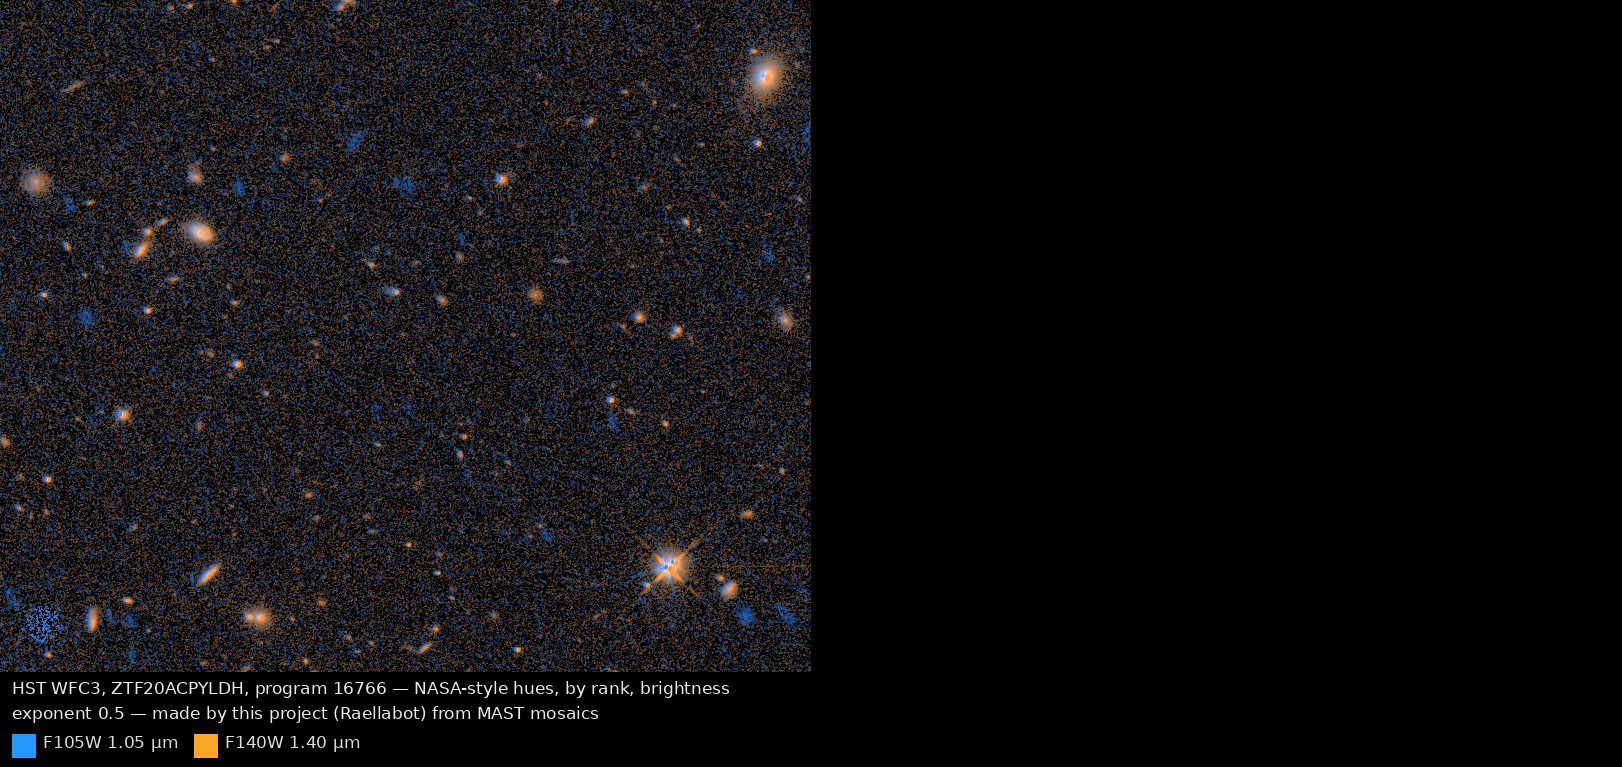 HST WFC3, ZTF20ACPYLDH, program 16766 — NASA-style hues, by rank, brightness
exponent 0.5 — made by this project (Raellabot) from MAST mosaics
F105W 1.05 µm F140W 1.40 µm